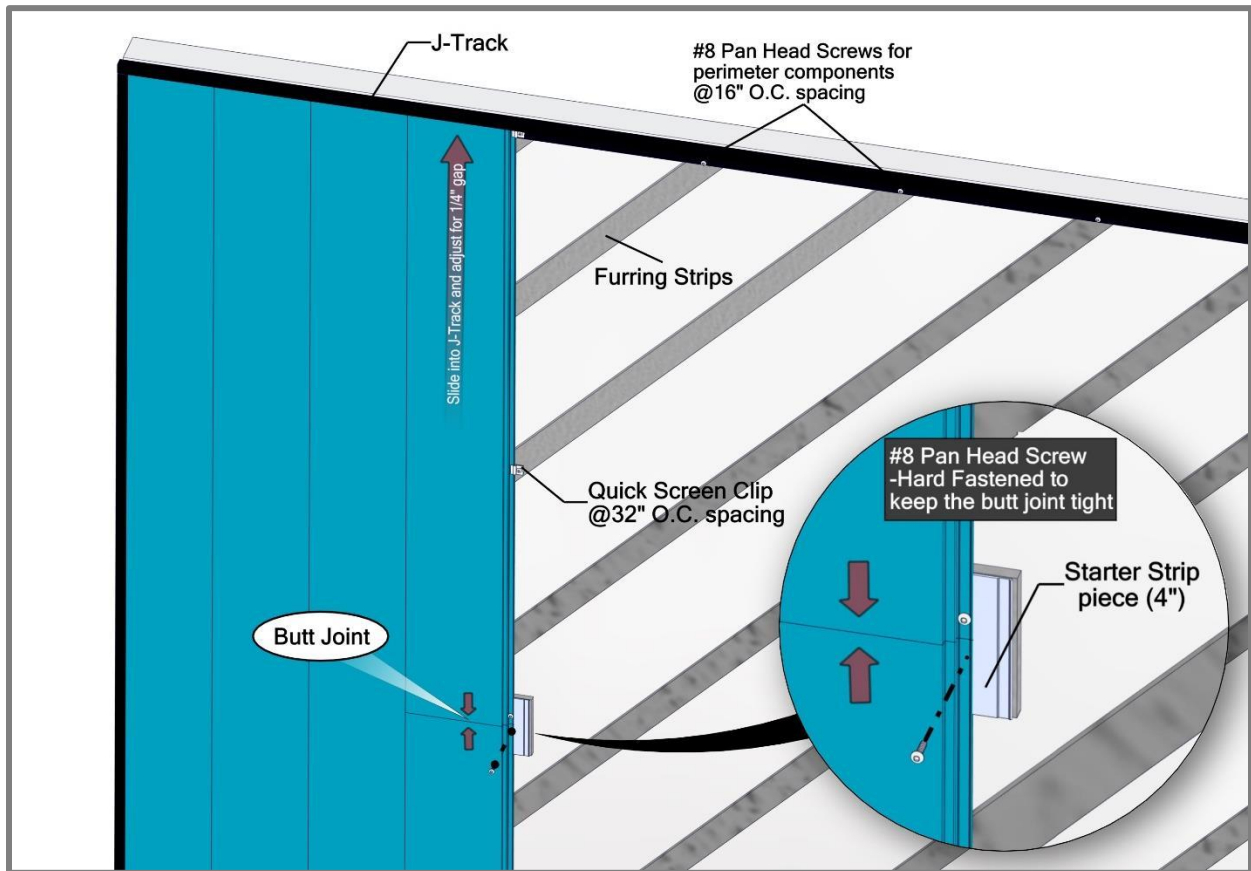 J-Track
#8 Pan Head Screws for
perimeter components
@16" O.C. spacing
Slide into J-Track and adjust for 1/4" gap
Furring Strips
Quick Screen Clip
@32" O.C. spacing
#8 Pan Head Screw
-Hard Fastened to
keep the butt joint tight
Starter Strip
piece (4")
Butt Joint